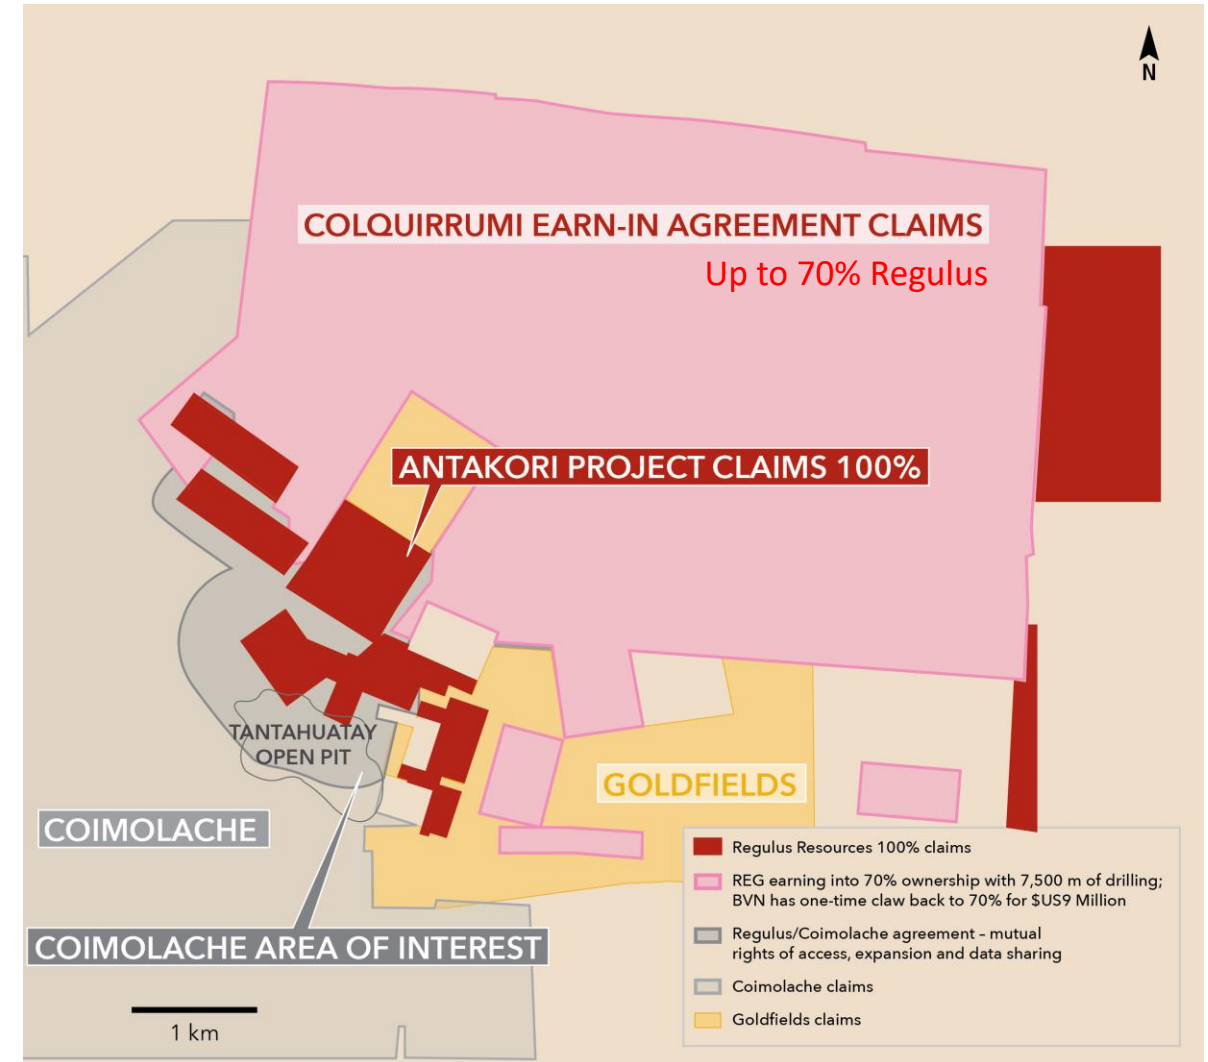 N
COLQUIRRUMI EARN-IN AGREEMENT CLAIMS
Up to 70% Regulus
ANTAKORI PROJECT CLAIMS 100%
TANTAHUATAY
OPEN PIT
GOLDFIELDS
COIMOLACHE
COIMOLACHE AREA OF INTEREST
1 km
Regulus Resources 100% claims
REG earning into 70% ownership with 7,500 m of drilling;
BVN has one-time claw back to 70% for $US9 Million
Regulus/Coimolache agreement – mutual
rights of access, expansion and data sharing
Coimolache claims
Goldfields claims